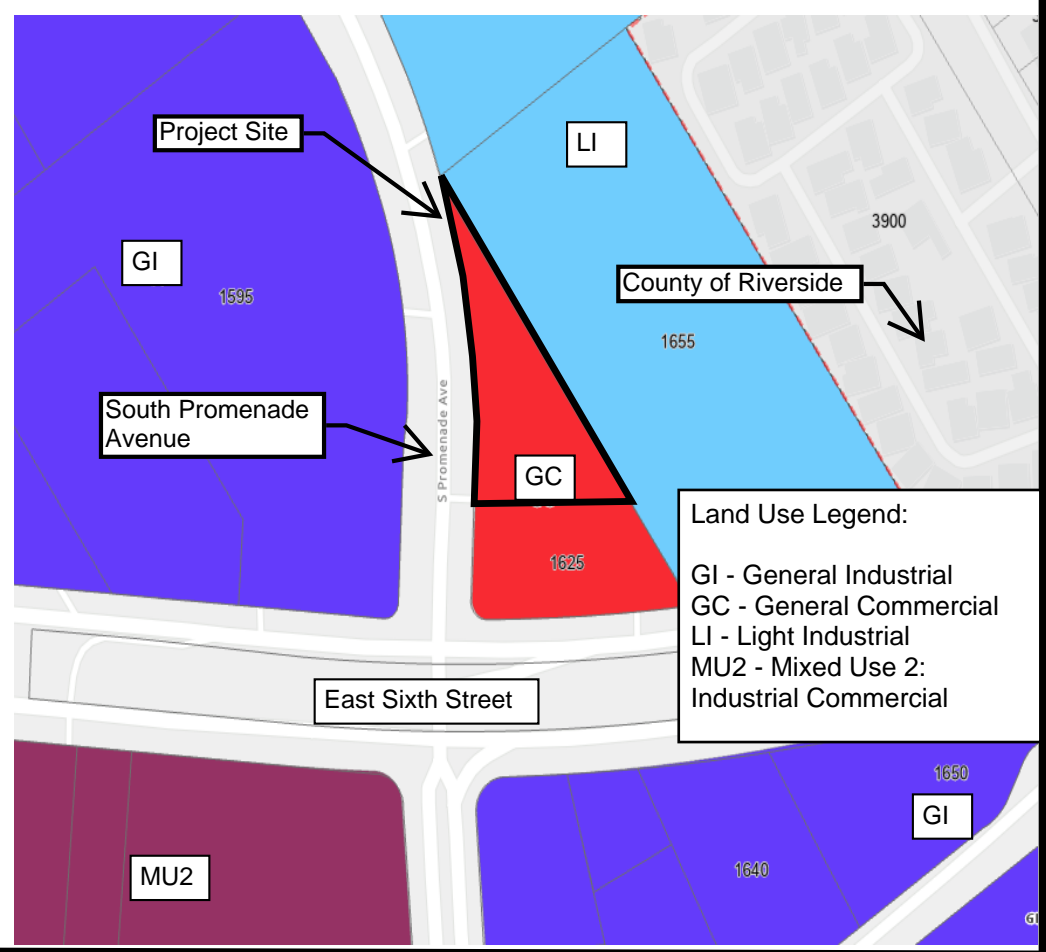 Project Site
LI
3900
GI
1595
County of Riverside
1655
South Promenade
Avenue
S Promenade Ave
GC
1625
Land Use Legend:
GI - General Industrial
GC - General Commercial
LI - Light Industrial
MU2 - Mixed Use 2:
Industrial Commercial
East Sixth Street
1650
GI
1640
MU2